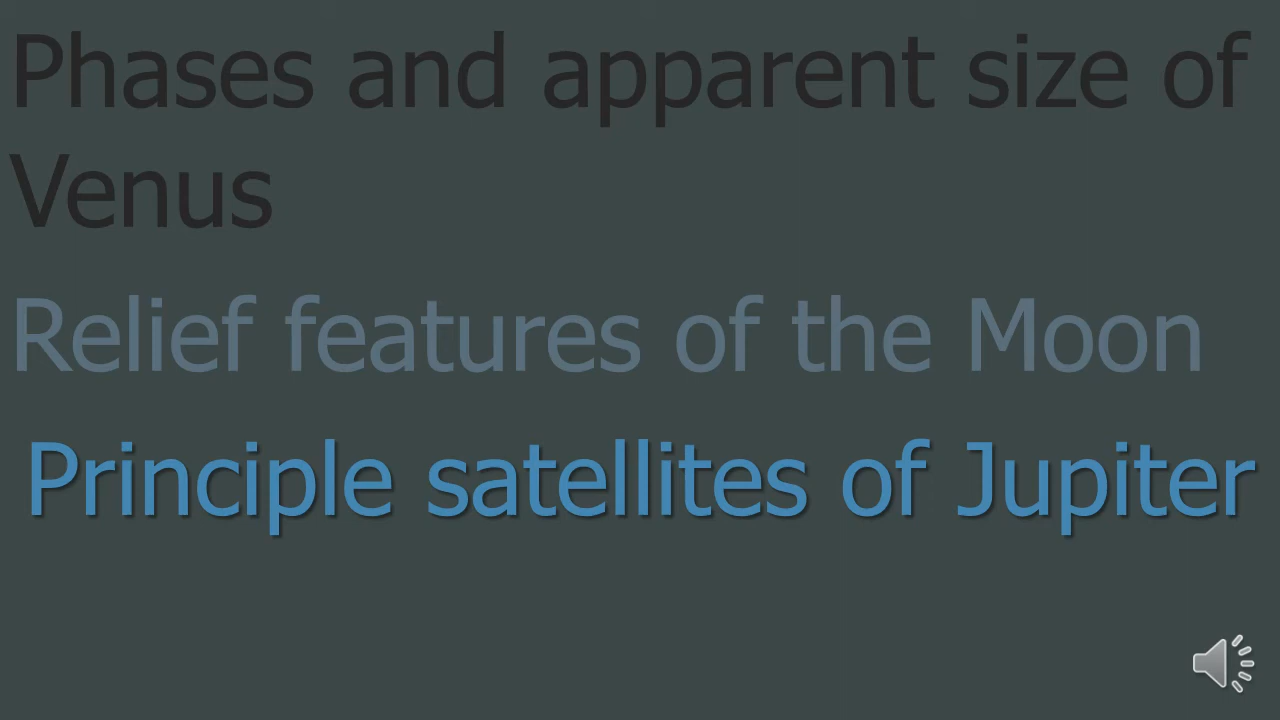 Phases and apparent size of
Venus
Relief features of the Moon
Principle satellites of Jupiter